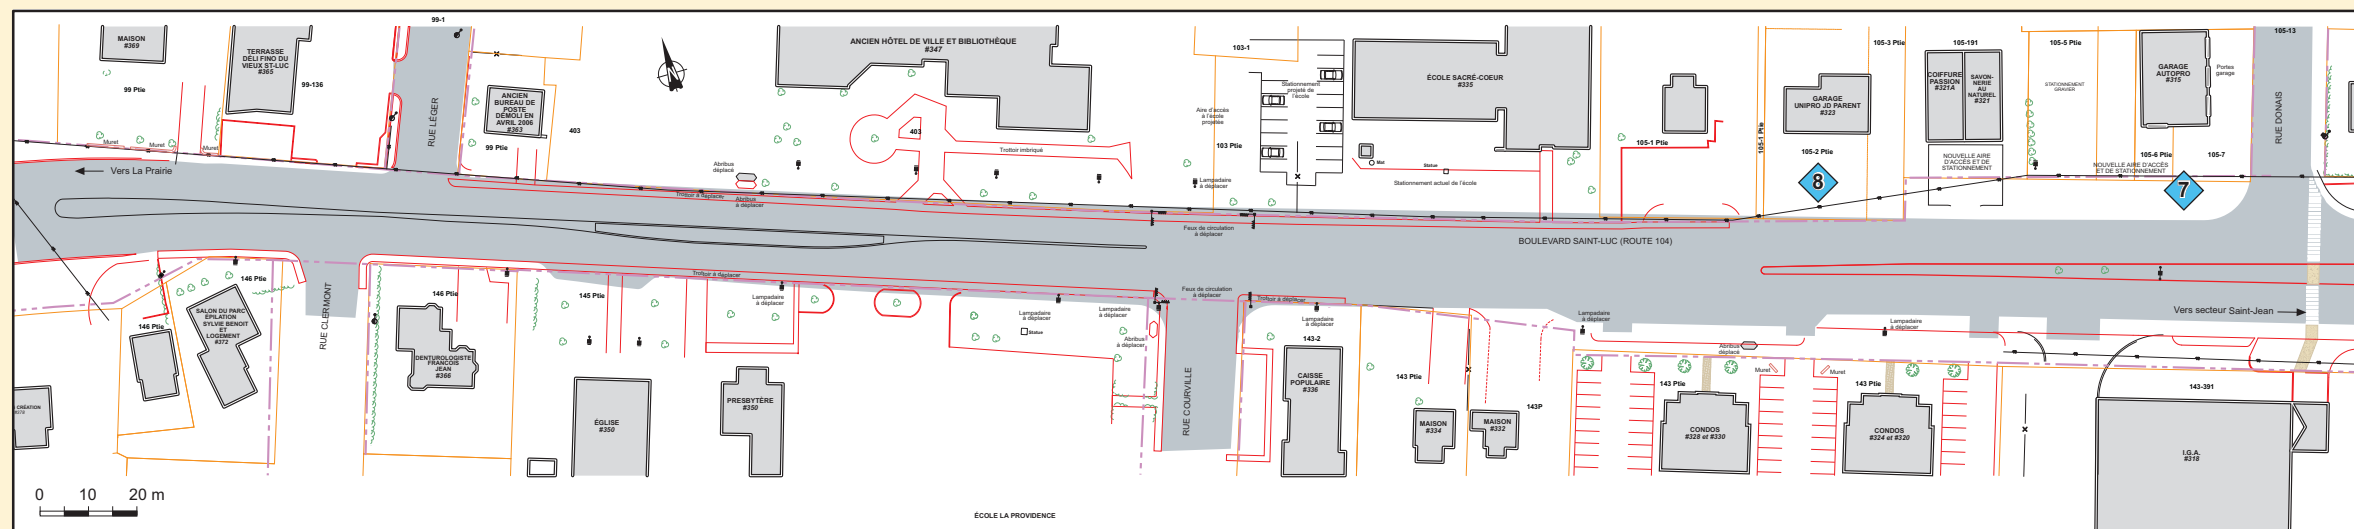 MAISON
#369
99 Ptie
TERRASSE
DÉLI FINO DU
VIEUX ST-LUC
#365
99-136
99-1
RUE LÉGER
ANCIEN
BUREAU DE
POSTE
DÉMOLI EN
AVRIL 2006
#363
99 Ptie
403
ANCIEN HÔTEL DE VILLE ET BIBLIOTHÈQUE
#347
403
Trottoir imbriqué
Abribus
déplacé
Abribus
à déplacer
Trottoir à déplacer
Muret
Muret
Muret
Vers La Prairie
103-1
Stationnement
projeté de
l'école
Aire d'accès
à l'école
projetée
103 Ptie
Lampadaire
à déplacer
Feux de circulation
à déplacer
ÉCOLE SACRÉ-COEUR
#335
Mat
Statue
Stationnement actuel de l'école
105-1 Ptie
105-1 Ptie
GARAGE
UNIPRO JD PARENT
#323
105-2 Ptie
8
105-3 Ptie
105-191
COIFFURE
PASSION
#321A
SAVON-
NERIE
AU
NATUREL
#321
NOUVELLE AIRE
D'ACCÈS ET DE
STATIONNEMENT
105-5 Ptie
STATIONNEMENT
GRAVIER
GARAGE
AUTOPRO
#315
Portes
garage
105-6 Ptie
105-7
NOUVELLE AIRE D'ACCÈS
ET DE STATIONNEMENT
7
105-13
RUE DONAIS
BOULEVARD SAINT-LUC (ROUTE 104)
Vers secteur Saint-Jean
146 Ptie
146 Ptie
SALON DU PARC
ÉPILATION
SYLVIE BENOIT
ET
LOGEMENT
#372
CRÉATION
RUE CLERMONT
146 Ptie
DENTUROLOGISTE
FRANÇOIS
JEAN
#366
145 Ptie
ÉGLISE
#350
PRESBYTÈRE
#350
Trottoir à déplacer
Lampadaire
à déplacer
Lampadaire
à déplacer
Statue
Lampadaire
à déplacer
Abribus
à déplacer
Feux de circulation
à déplacer
RUE COURVILLE
Trottoir à déplacer
Lampadaire
à déplacer
143-2
CAISSE
POPULAIRE
#336
143 Ptie
MAISON
#334
MAISON
#332
143P
Lampadaire
à déplacer
Abribus
déplacé
Muret
Muret
143 Ptie
CONDOS
#328 et #330
143 Ptie
CONDOS
#324 et #320
Lampadaire
à déplacer
143-391
I.G.A.
#318
0 10 20 m
ÉCOLE LA PROVIDENCE